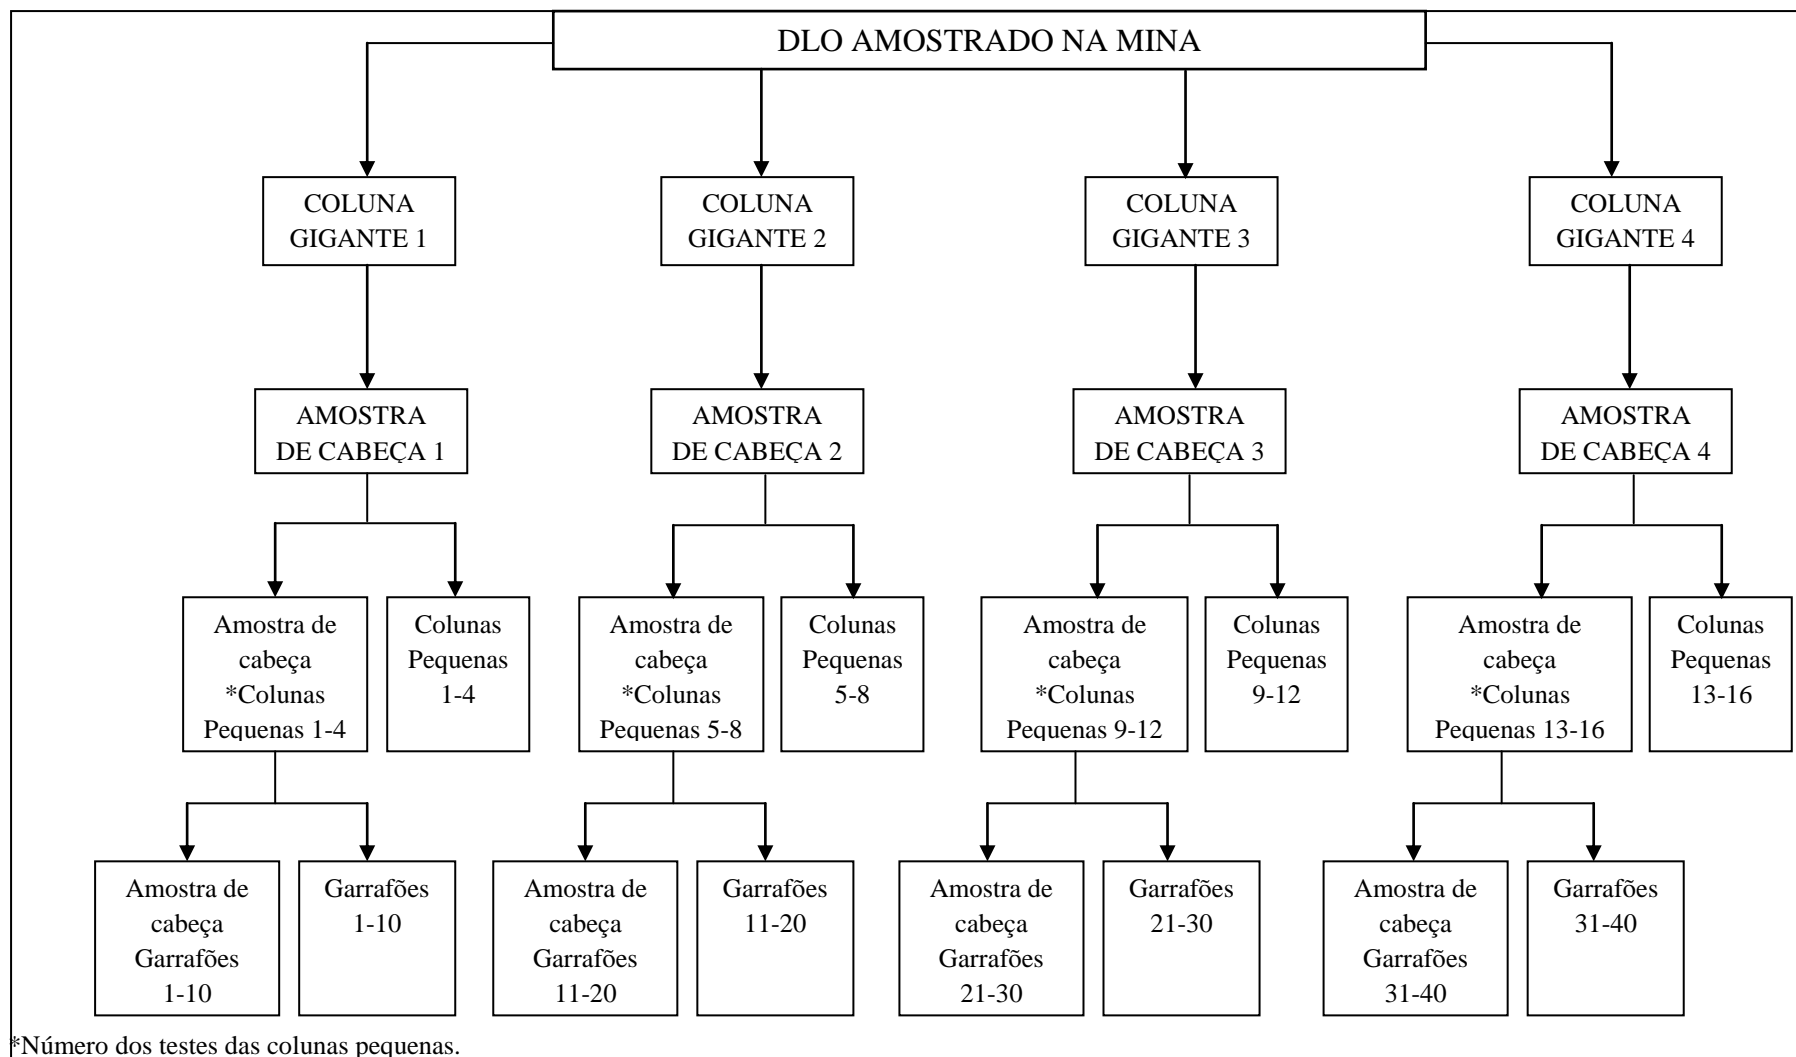 DLO AMOSTRADO NA MINA
COLUNA
GIGANTE 1
COLUNA
GIGANTE 2
COLUNA
GIGANTE 3
COLUNA
GIGANTE 4
AMOSTRA
DE CABEÇA 1
AMOSTRA
DE CABEÇA 2
AMOSTRA
DE CABEÇA 3
AMOSTRA
DE CABEÇA 4
Amostra de
cabeça
*Colunas
Pequenas 1-4
Colunas
Pequenas
1-4
Amostra de
cabeça
*Colunas
Pequenas 5-8
Colunas
Pequenas
5-8
Amostra de
cabeça
*Colunas
Pequenas 9-12
Colunas
Pequenas
9-12
Amostra de
cabeça
*Colunas
Pequenas 13-16
Colunas
Pequenas
13-16
Amostra de
cabeça
Garrafões
1-10
Garrafões
1-10
Amostra de
cabeça
Garrafões
11-20
Garrafões
11-20
Amostra de
cabeça
Garrafões
21-30
Garrafões
21-30
Amostra de
cabeça
Garrafões
31-40
Garrafões
31-40
*Número dos testes das colunas pequenas.